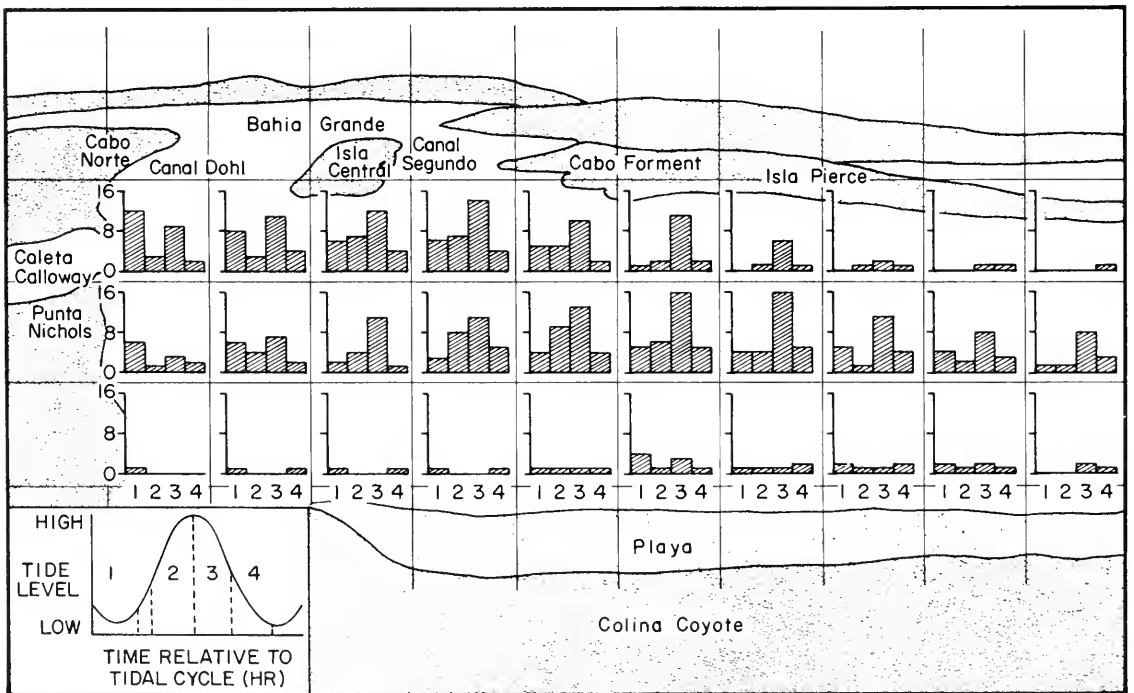 Bahia Grande
Cabo
Norte
Canal Dohl
Isla
Central
Canal
Segundo
Cabo Forment
Isla Pierce
16
8
0
Caleta
Calloway
Punta
Nichols
16
8
0
16
8
0
1 2 3 4 1 2 3 4 1 2 3 4 1 2 3 4 1 2 3 4 1 2 3 4 1 2 3 4 1 2 3 4 1 2 3 4 1 2 3 4
HIGH
TIDE
LEVEL
LOW
1 2 3 4
TIME RELATIVE TO
TIDAL CYCLE (HR)
Playa
Colina Coyote